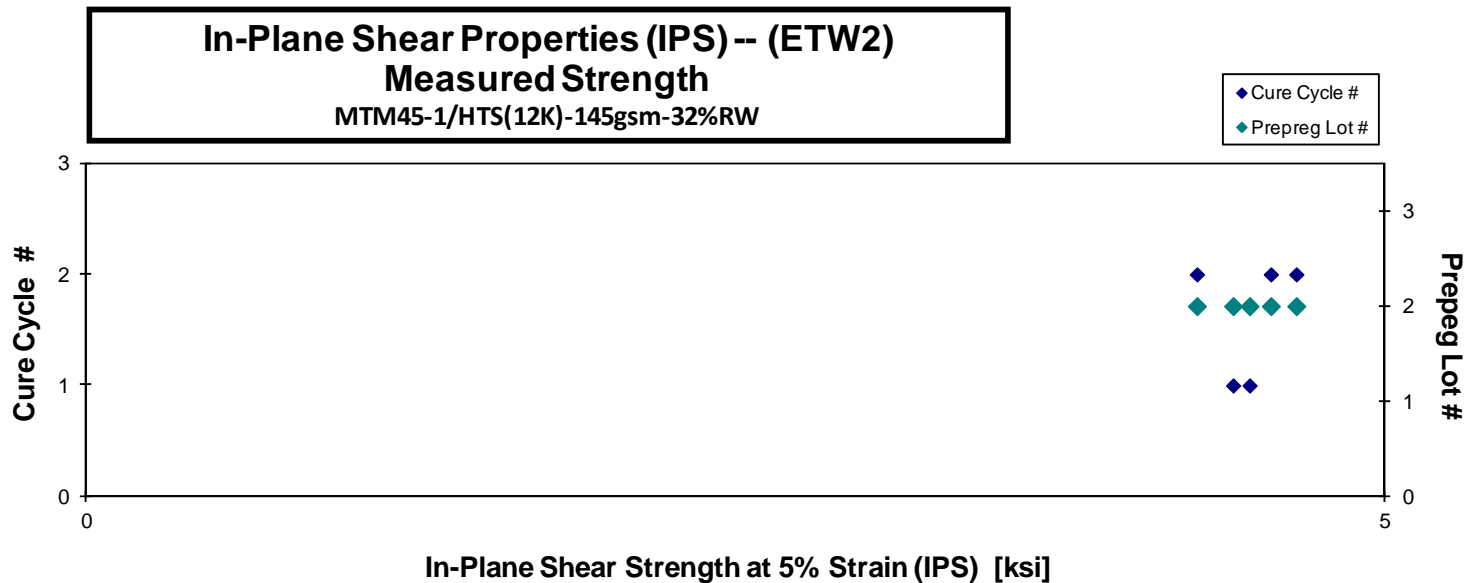 In-Plane Shear Properties (IPS) -- (ETW2)
Measured Strength
MTM45-1/HTS(12K)-145gsm-32%RW
Cure Cycle #
Prepreg Lot #
3
2
1
0
Cure Cycle #
3
2
1
0
Prepeg Lot #
0
5
In-Plane Shear Strength at 5% Strain (IPS) [ksi]